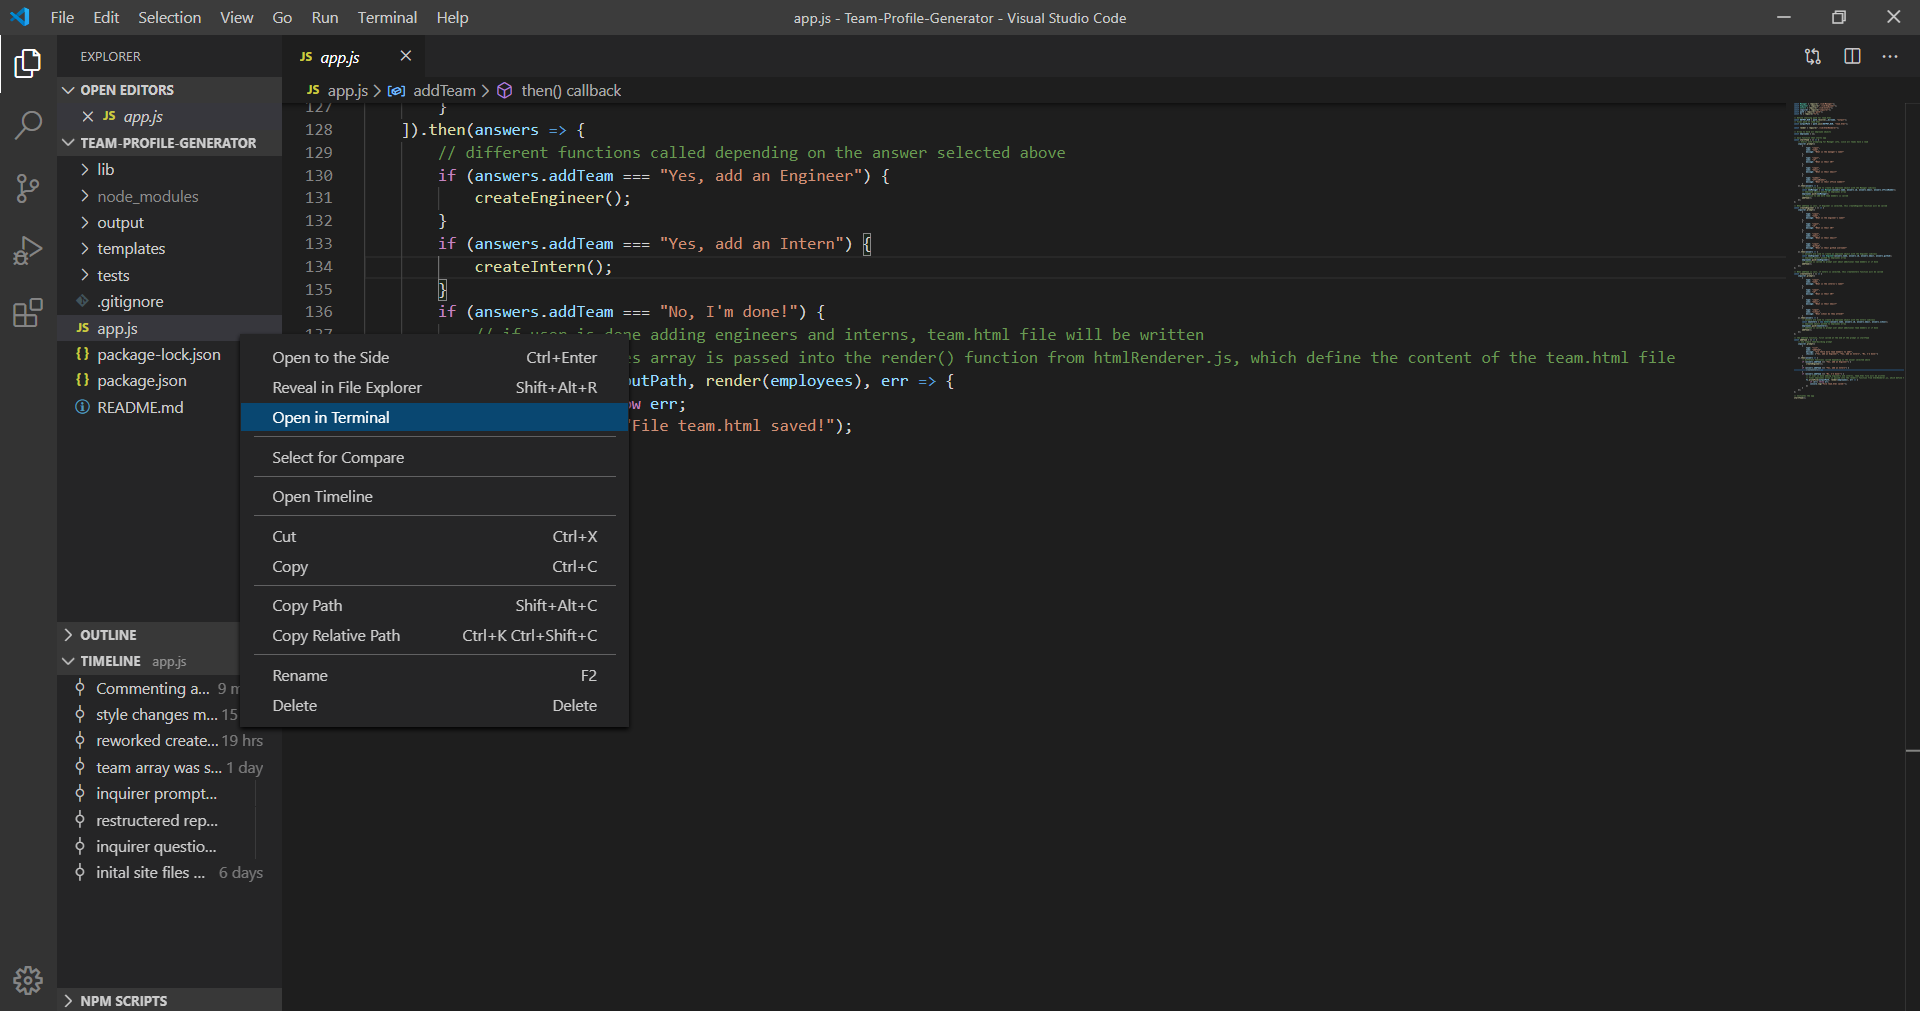 File Edit Selection View Go Run Terminal Help
app.js - Team-Profile-Generator - Visual Studio Code
EXPLORER
OPEN EDITORS
JS app.js
TEAM-PROFILE-GENERATOR
lib
node_modules
output
templates
tests
.gitignore
JS app.js
{} package-lock.json
{} package.json
README.md
OUTLINE
TIMELINE app.js
Commenting a... 9 m
style changes m... 15
reworked create... 19 hrs
team array was s... 1 day
inquirer prompt...
restructered rep...
inquirer questio...
inital site files ... 6 days
NPM SCRIPTS
JS app.js
JS app.js > addTeam > then() callback
127 }
128 ]).then(answers => {
129 // different functions called depending on the answer selected above
130 if (answers.addTeam === "Yes, add an Engineer") {
131 createEngineer();
132 }
133 if (answers.addTeam === "Yes, add an Intern") {
134 createIntern();
135 }
136 if (answers.addTeam === "No, I'm done!") {
137 // if user is done adding engineers and interns, team.html file will be written
es array is passed into the render() function from htmlRenderer.js, which define the content of the team.html file
utPath, render(employees), err => {
ow err;
"File team.html saved!");
Open to the Side Ctrl+Enter
Reveal in File Explorer Shift+Alt+R
Open in Terminal
Select for Compare
Open Timeline
Cut Ctrl+X
Copy Ctrl+C
Copy Path Shift+Alt+C
Copy Relative Path Ctrl+K Ctrl+Shift+C
Rename F2
Delete Delete